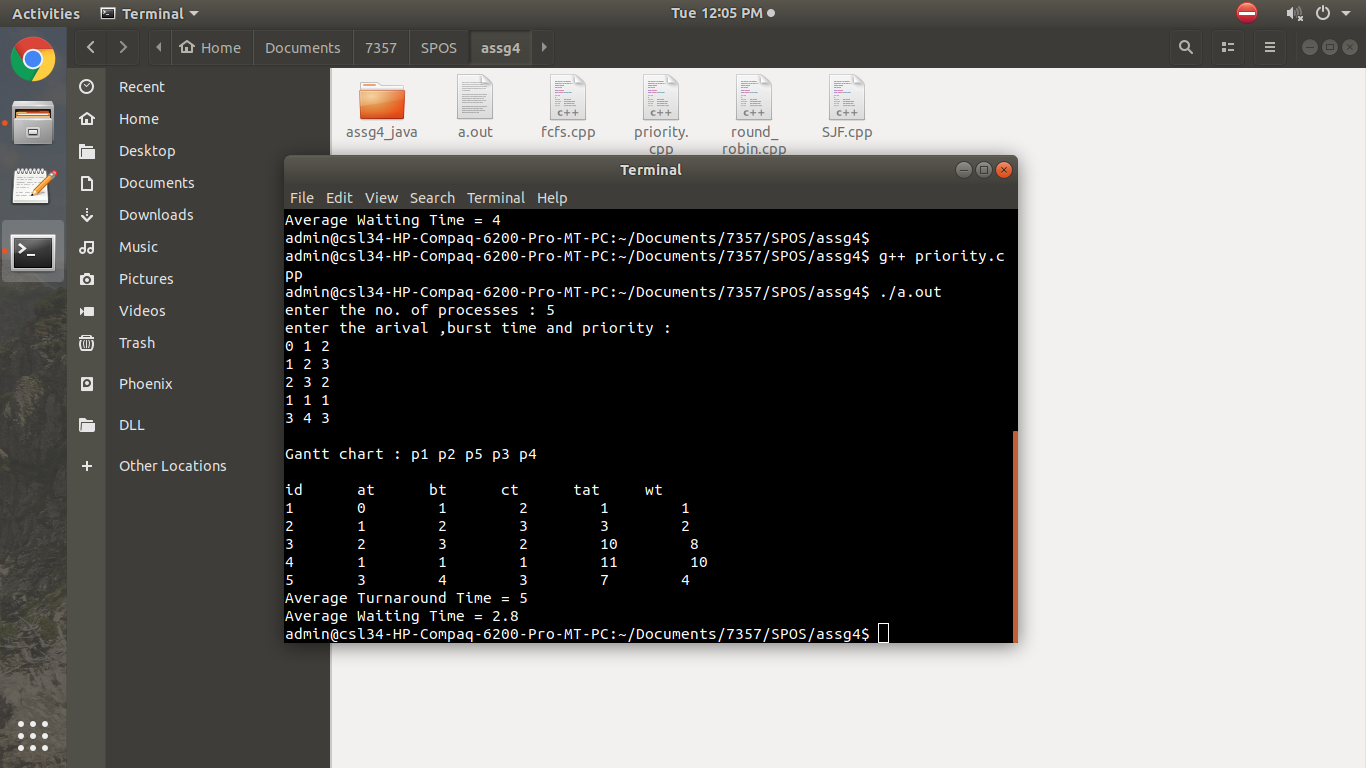 Activities Terminal Tue 12:05 PM
Home Documents 7357 SPOS assg4
Recent
Home
Desktop
Documents
Downloads
Music
Pictures
Videos
Trash
Phoenix
DLL
Other Locations
assg4_java a.out fcfs.cpp priority. round_ SJF.cpp
cpp robin.cpp
c++ c++ c++ c++
Terminal
File Edit View Search Terminal Help
Average Waiting Time = 4
admin@csl34-HP-Compaq-6200-Pro-MT-PC:~/Documents/7357/SPOS/assg4$
admin@csl34-HP-Compaq-6200-Pro-MT-PC:~/Documents/7357/SPOS/assg4$ g++ priority.c
pp
admin@csl34-HP-Compaq-6200-Pro-MT-PC:~/Documents/7357/SPOS/assg4$ ./a.out
enter the no. of processes : 5
enter the arival ,burst time and priority :
0 1 2
1 2 3
2 3 2
1 1 1
3 4 3
Gantt chart : p1 p2 p5 p3 p4
id at bt ct tat wt
1 0 1 2 1 1
2 1 2 3 3 2
3 2 3 2 10 8
4 1 1 1 11 10
5 3 4 3 7 4
Average Turnaround Time = 5
Average Waiting Time = 2.8
admin@csl34-HP-Compaq-6200-Pro-MT-PC:~/Documents/7357/SPOS/assg4$